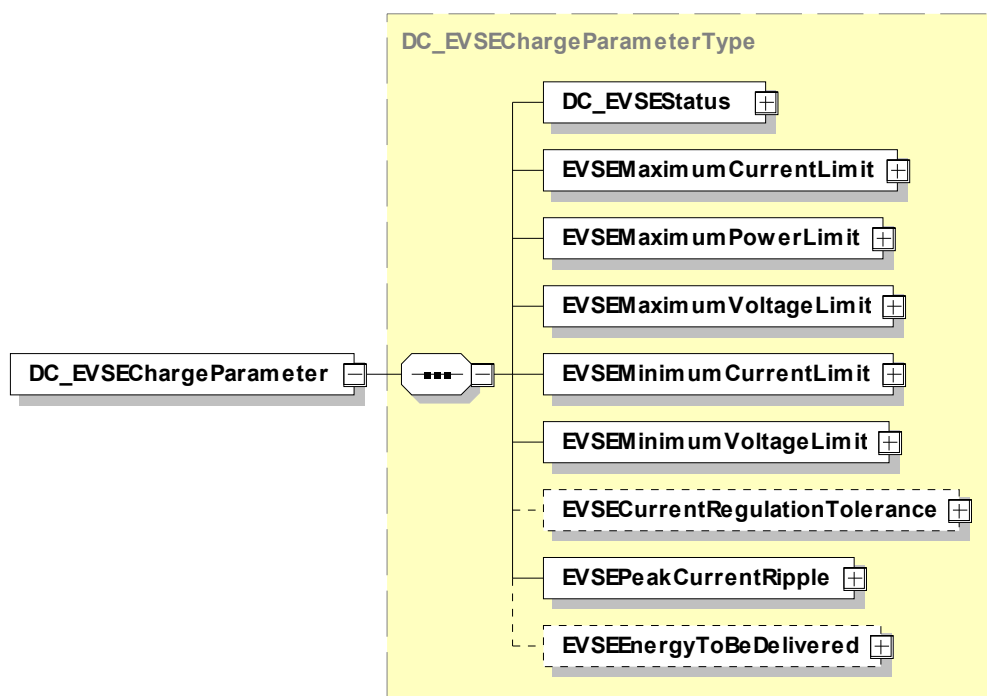 DC_EVSEChargeParameterType
DC_EVSEStatus
EVSEMaximumCurrentLimit
EVSEMaximumPowerLimit
EVSEMaximumVoltageLimit
DC_EVSEChargeParameter
EVSEMinimumCurrentLimit
EVSEMinimumVoltageLimit
EVSECurrentRegulationTolerance
EVSEPeakCurrentRipple
EVSEEnergyToBeDelivered